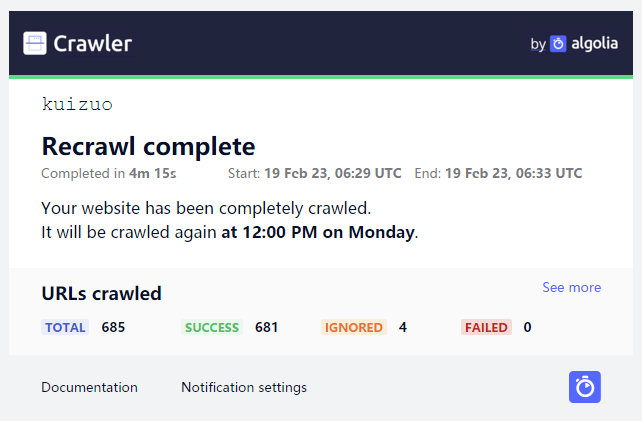 Crawler
by algolia
kuizuo
Recrawl complete
Completed in 4m 15s Start: 19 Feb 23, 06:29 UTC End: 19 Feb 23, 06:33 UTC
Your website has been completely crawled.
It will be crawled again at 12:00 PM on Monday.
URLs crawled
See more
TOTAL 685 SUCCESS 681 IGNORED 4 FAILED 0
Documentation Notification settings